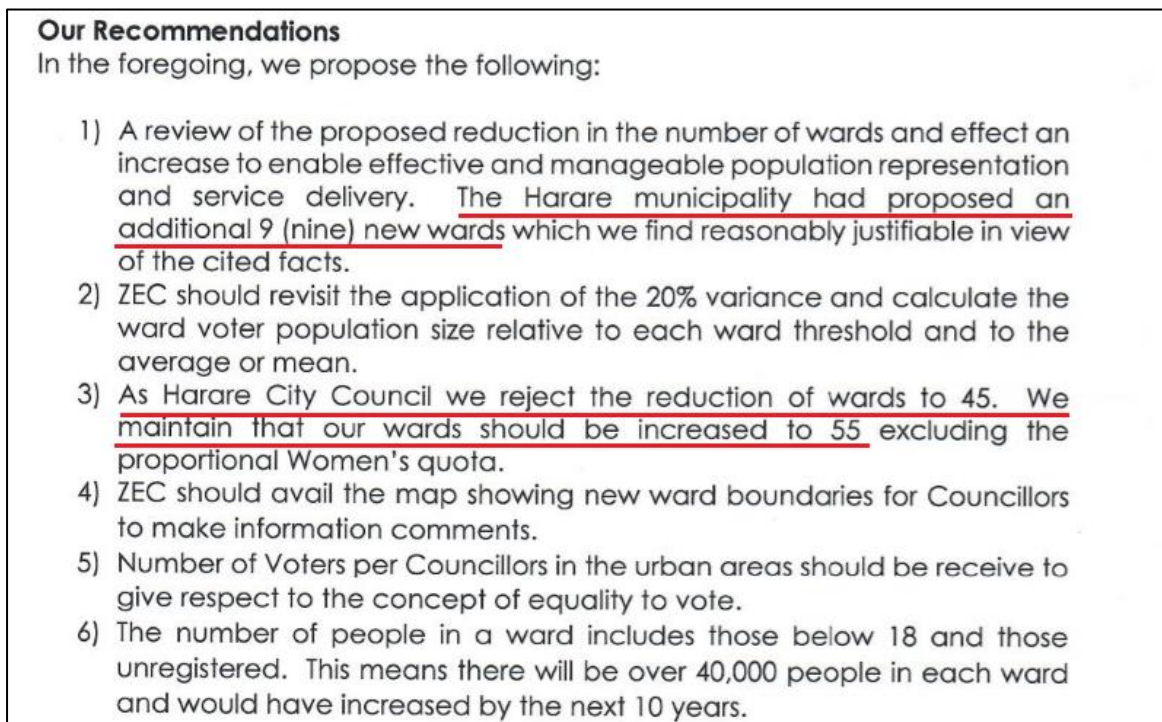 Our Recommendations
In the foregoing, we propose the following:
1) A review of the proposed reduction in the number of wards and effect an
increase to enable effective and manageable population representation
and service delivery. The Harare municipality had proposed an
additional 9 (nine) new wards which we find reasonably justifiable in view
of the cited facts.
2) ZEC should revisit the application of the 20% variance and calculate the
ward voter population size relative to each ward threshold and to the
average or mean.
3) As Harare City Council we reject the reduction of wards to 45. We
maintain that our wards should be increased to 55 excluding the
proportional Women's quota.
4) ZEC should avail the map showing new ward boundaries for Councillors
to make information comments.
5) Number of Voters per Councillors in the urban areas should be receive to
give respect to the concept of equality to vote.
6) The number of people in a ward includes those below 18 and those
unregistered. This means there will be over 40,000 people in each ward
and would have increased by the next 10 years.